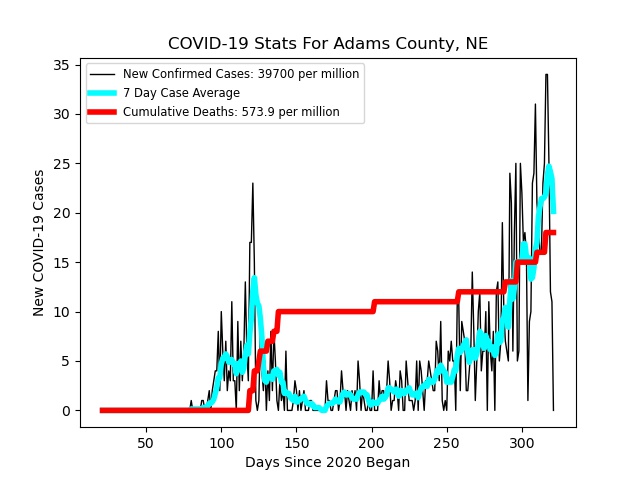 COVID-19 Stats For Adams County, NE
New Confirmed Cases: 39700 per million
7 Day Case Average
Cumulative Deaths: 573.9 per million
New COVID-19 Cases
35
30
25
20
15
10
5
0
50 100 150 200 250 300
Days Since 2020 Began